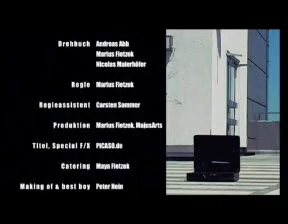 Drehbuch Andreas Abb
Marius Fietzek
Nicolas Maierhöfer
Regie Marius Fietzek
Regieassistent Carsten Sommer
Produktion Marius Fietzek, MajusArts
Titel, Special F/X PiCASO.de
Catering Maya Fietzek
Making of & best boy Peter Hein